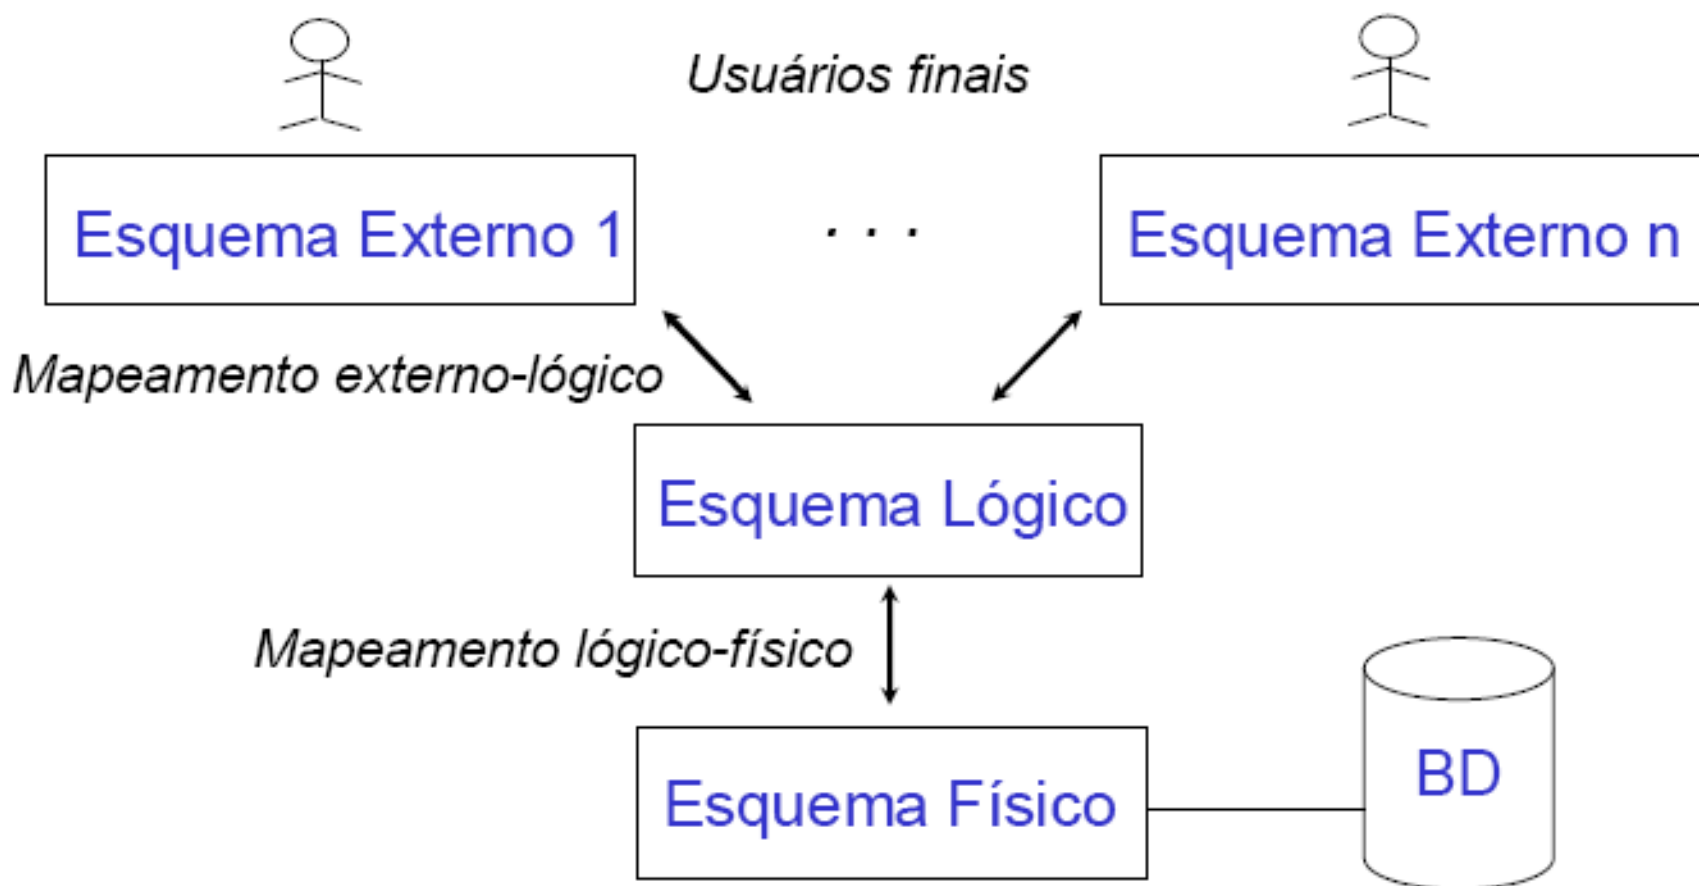 Usuários finais
Esquema Externo 1
. . .
Esquema Externo n
Mapeamento externo-lógico
Esquema Lógico
Mapeamento lógico-físico
Esquema Físico
BD